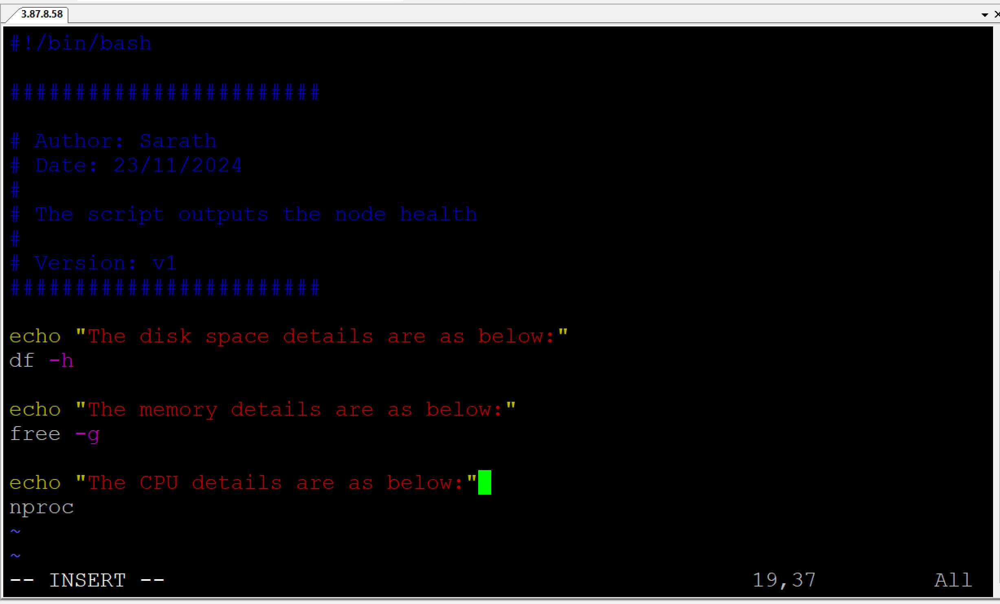 3.87.8.58
#!/bin/bash
########################
# Author: Sarath
# Date: 23/11/2024
#
# The script outputs the node health
#
# Version: v1
########################
echo "The disk space details are as below:"
df -h
echo "The memory details are as below:"
free -g
echo "The CPU details are as below:"
nproc
~
~
-- INSERT -- 19,37 All